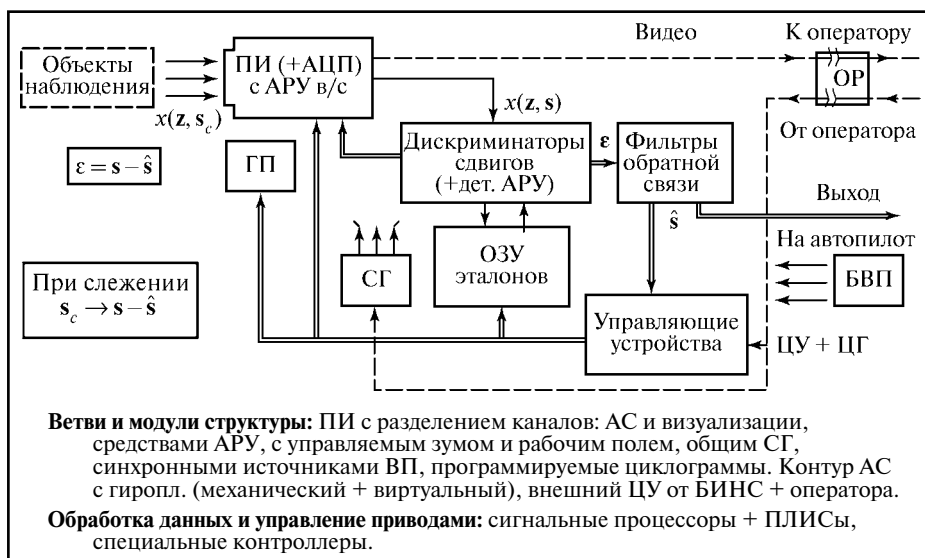 Объекты
наблюдения
x(z, s_c)
ПИ (+АЦП)
с АРУ в/с
Видео
К оператору
ОР
От оператора
x(z, s)
ε = s – ŝ
ГП
Дискриминаторы
сдвигов
(+дет. АРУ)
ε
Фильтры
обратной
связи
Выход
ŝ
На автопилот
При слежении
s_c → s – ŝ
СГ
ОЗУ
эталонов
БВП
Управляющие
устройства
ЦУ + ЦГ
Ветви и модули структуры: ПИ с разделением каналов: АС и визуализации,
средствами АРУ, с управляемым зумом и рабочим полем, общим СГ,
синхронными источниками ВП, программируемые циклограммы. Контур АС
с гиропл. (механический + виртуальный), внешний ЦУ от БИНС + оператора.
Обработка данных и управление приводами: сигнальные процессоры + ПЛИСы,
специальные контроллеры.